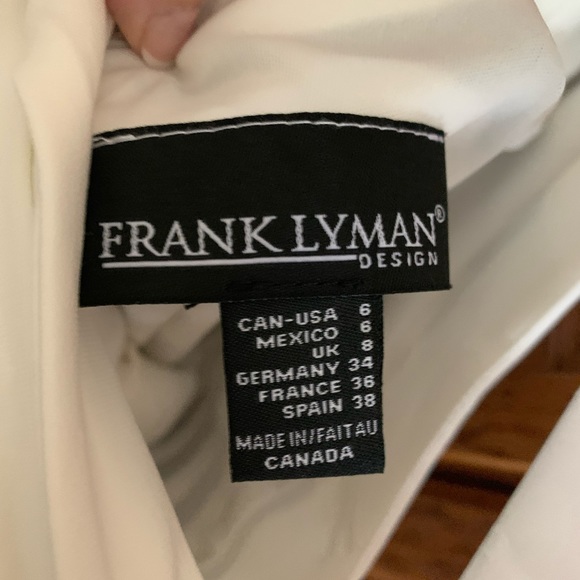 FRANK LYMAN®
DESIGN
CAN-USA 6
MEXICO 6
UK 8
GERMANY 34
FRANCE 36
SPAIN 38
MADE IN/FAIT AU
CANADA